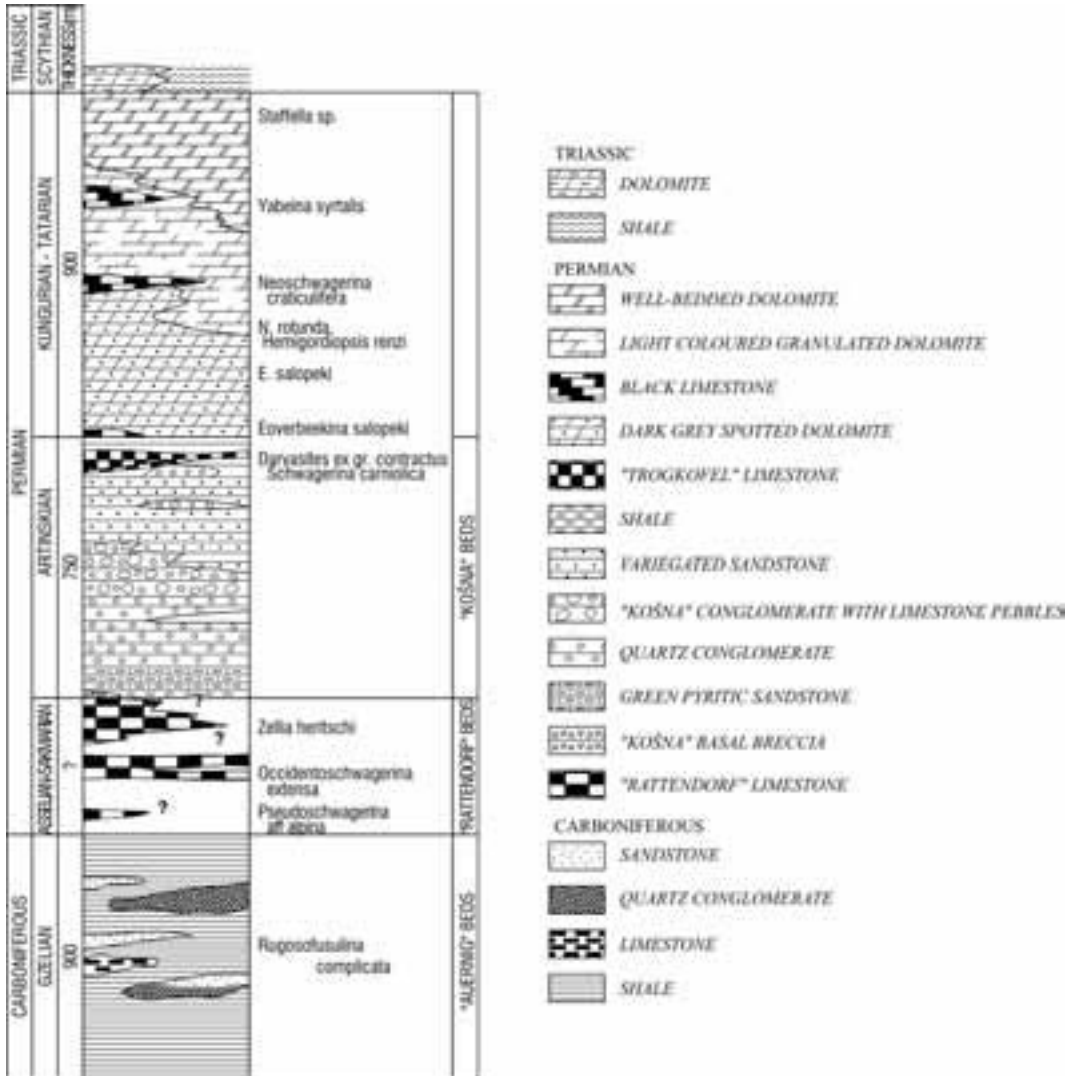 TRIASSIC
SCYTHIAN
THICKNESS(m)
PERMIAN
KUNGURIAN - TATARIAN
900
ARTINSKIAN
750
ASSELIAN-SAKMARIAN
?
CARBONIFEROUS
GZELIAN
900
Staffella sp.
Yabeina syrtalis
Neoschwagerina
craticulifera
N. rotunda
Hemigordiopsis renzi
E. salopeki
Eoverbeekina salopeki
Darvasites ex gr. contractus
Schwagerina carniolica
?
Zellia heritschi
?
Occidentoschwagerina
extensa
?
Pseudoschwagerina
aff alpina
Rugosofusulina
complicata
"KOŠNA" BEDS
"RATTENDORF" BEDS
"AUERNIG" BEDS
TRIASSIC
DOLOMITE
SHALE
PERMIAN
WELL-BEDDED DOLOMITE
LIGHT COLOURED GRANULATED DOLOMITE
BLACK LIMESTONE
DARK GREY SPOTTED DOLOMITE
"TROGKOFEL" LIMESTONE
SHALE
VARIEGATED SANDSTONE
"KOŠNA" CONGLOMERATE WITH LIMESTONE PEBBLES
QUARTZ CONGLOMERATE
GREEN PYRITIC SANDSTONE
"KOŠNA" BASAL BRECCIA
"RATTENDORF" LIMESTONE
CARBONIFEROUS
SANDSTONE
QUARTZ CONGLOMERATE
LIMESTONE
SHALE